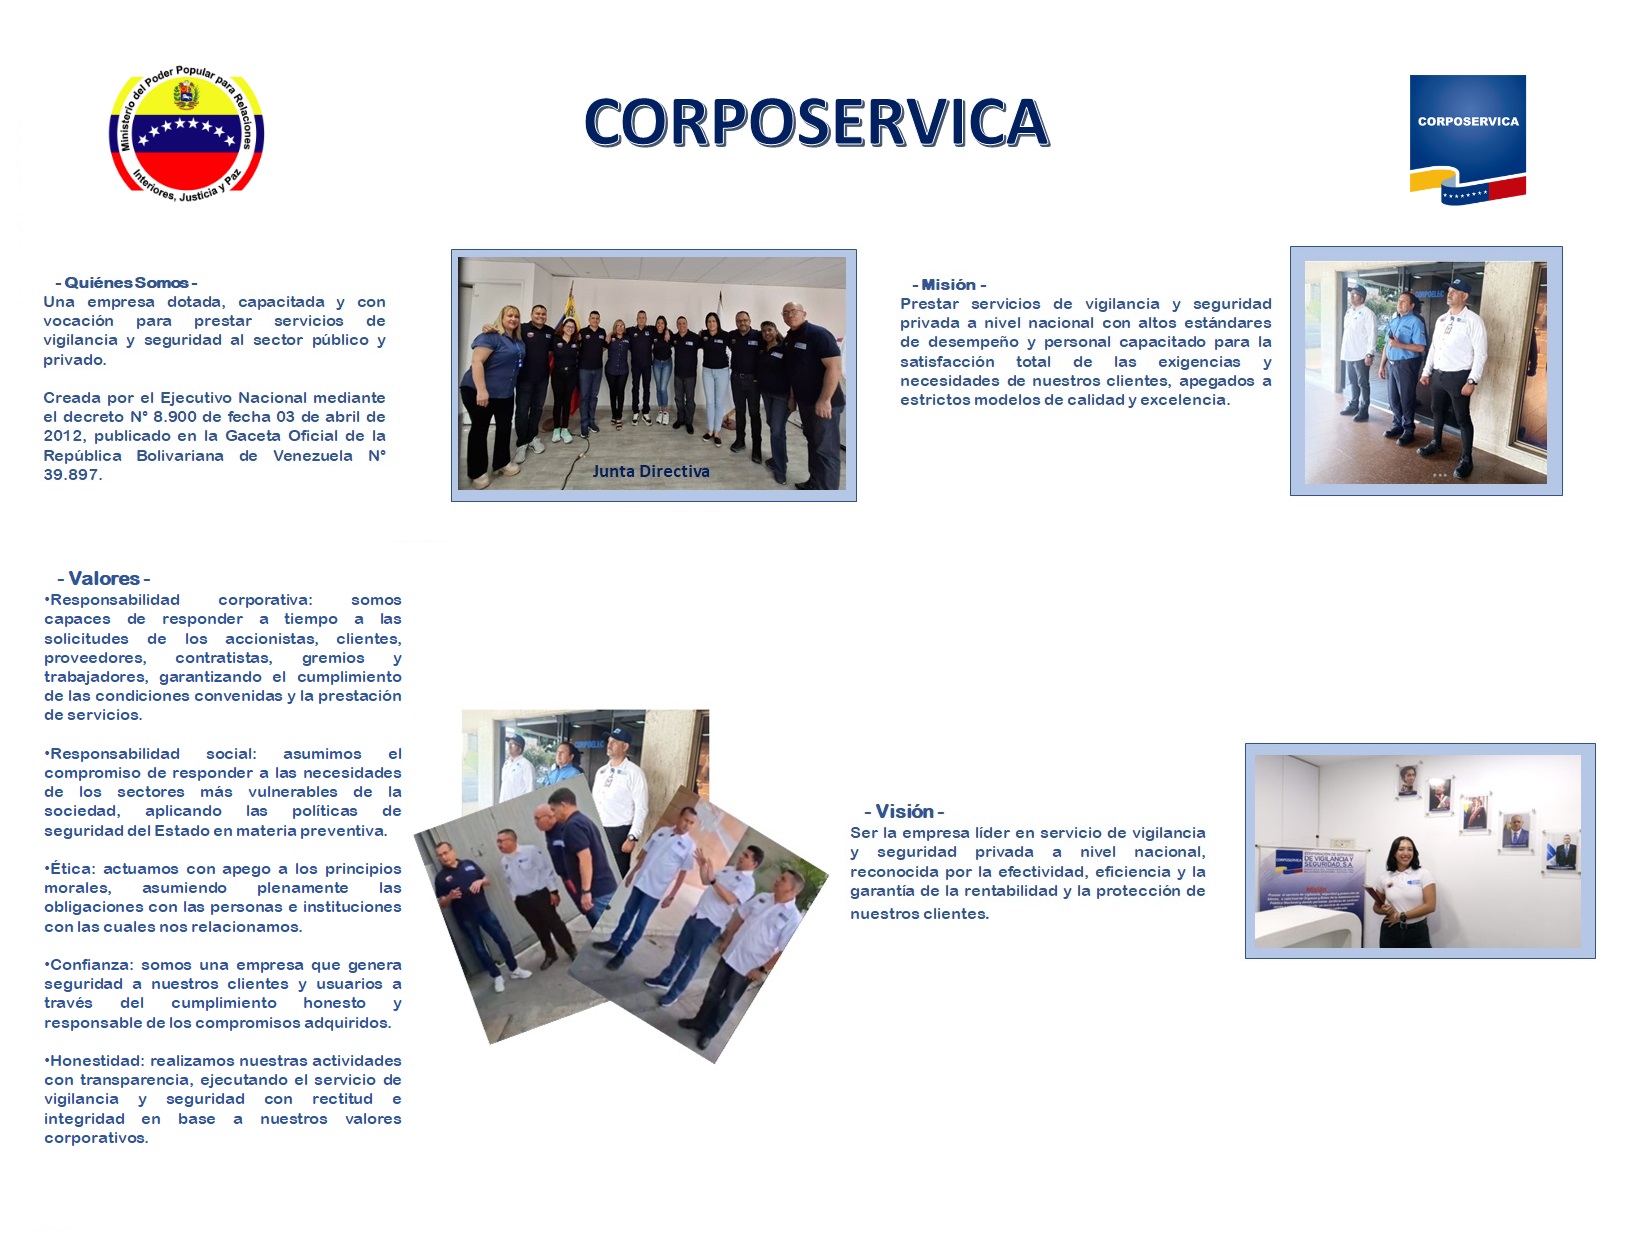 Ministerio del Poder Popular para Relaciones
Interiores, Justicia y Paz
CORPOSERVICA
CORPOSERVICA
- Quiénes Somos -
Una empresa dotada, capacitada y con
vocación para prestar servicios de
vigilancia y seguridad al sector público y
privado.
Creada por el Ejecutivo Nacional mediante
el decreto N° 8.900 de fecha 03 de abril de
2012, publicado en la Gaceta Oficial de la
República Bolivariana de Venezuela N°
39.897.
Junta Directiva
- Misión -
Prestar servicios de vigilancia y seguridad
privada a nivel nacional con altos estándares
de desempeño y personal capacitado para la
satisfacción total de las exigencias y
necesidades de nuestros clientes, apegados a
estrictos modelos de calidad y excelencia.
CORPOELEC
- Valores -
•Responsabilidad corporativa: somos
capaces de responder a tiempo a las
solicitudes de los accionistas, clientes,
proveedores, contratistas, gremios y
trabajadores, garantizando el cumplimiento
de las condiciones convenidas y la prestación
de servicios.
•Responsabilidad social: asumimos el
compromiso de responder a las necesidades
de los sectores más vulnerables de la
sociedad, aplicando las políticas de
seguridad del Estado en materia preventiva.
•Ética: actuamos con apego a los principios
morales, asumiendo plenamente las
obligaciones con las personas e instituciones
con las cuales nos relacionamos.
•Confianza: somos una empresa que genera
seguridad a nuestros clientes y usuarios a
través del cumplimiento honesto y
responsable de los compromisos adquiridos.
•Honestidad: realizamos nuestras actividades
con transparencia, ejecutando el servicio de
vigilancia y seguridad con rectitud e
integridad en base a nuestros valores
corporativos.
CORPOELEC
- Visión -
Ser la empresa líder en servicio de vigilancia
y seguridad privada a nivel nacional,
reconocida por la efectividad, eficiencia y la
garantía de la rentabilidad y la protección de
nuestros clientes.
CORPOSERVICA
DE VIGILANCIA Y
SEGURIDAD, S.A.